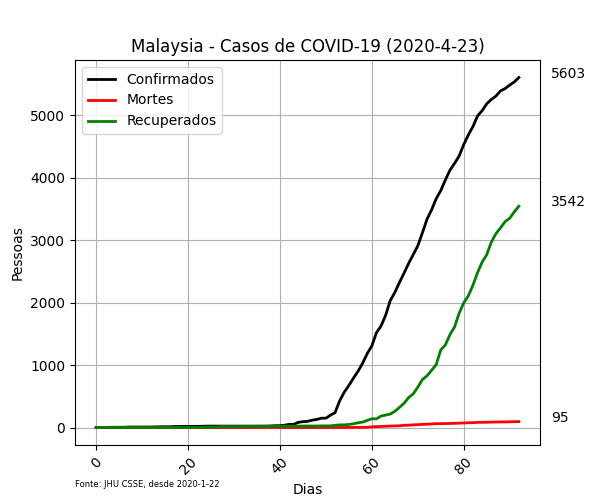 Malaysia - Casos de COVID-19 (2020-4-23)
Confirmados
Mortes
Recuperados
5603
3542
95
Pessoas
5000
4000
3000
2000
1000
0
0
20
40
60
80
Dias
Fonte: JHU CSSE, desde 2020-1-22